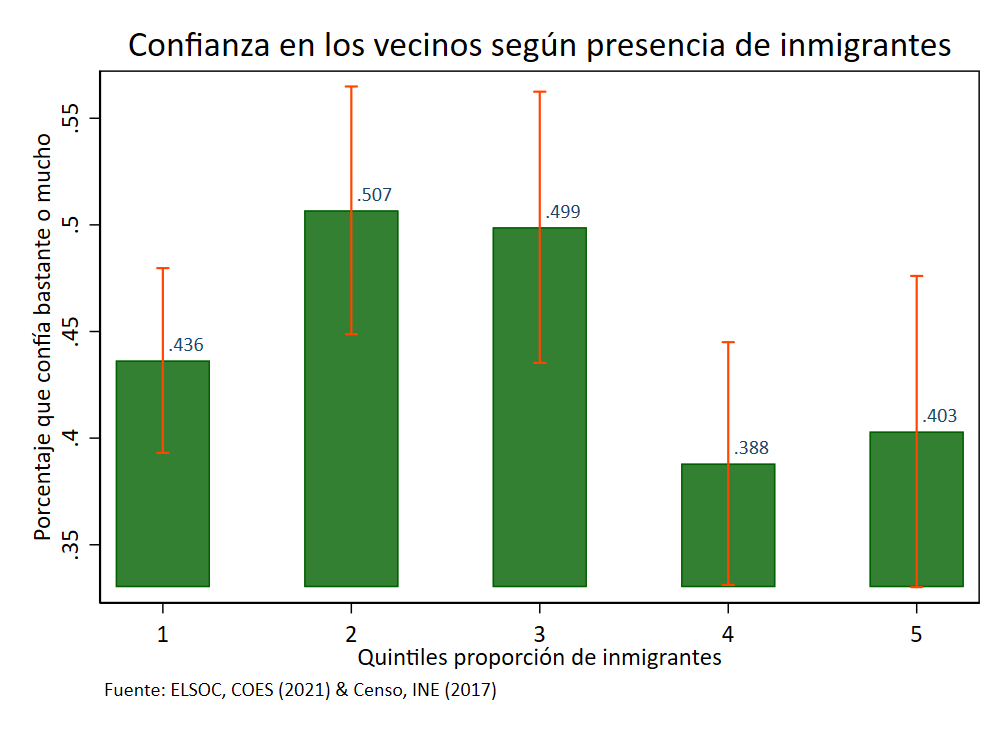 Confianza en los vecinos según presencia de inmigrantes
Porcentaje que confía bastante o mucho
.55
.5
.45
.4
.35
.436
.507
.499
.388
.403
1 2 3 4 5
Quintiles proporción de inmigrantes
Fuente: ELSOC, COES (2021) & Censo, INE (2017)